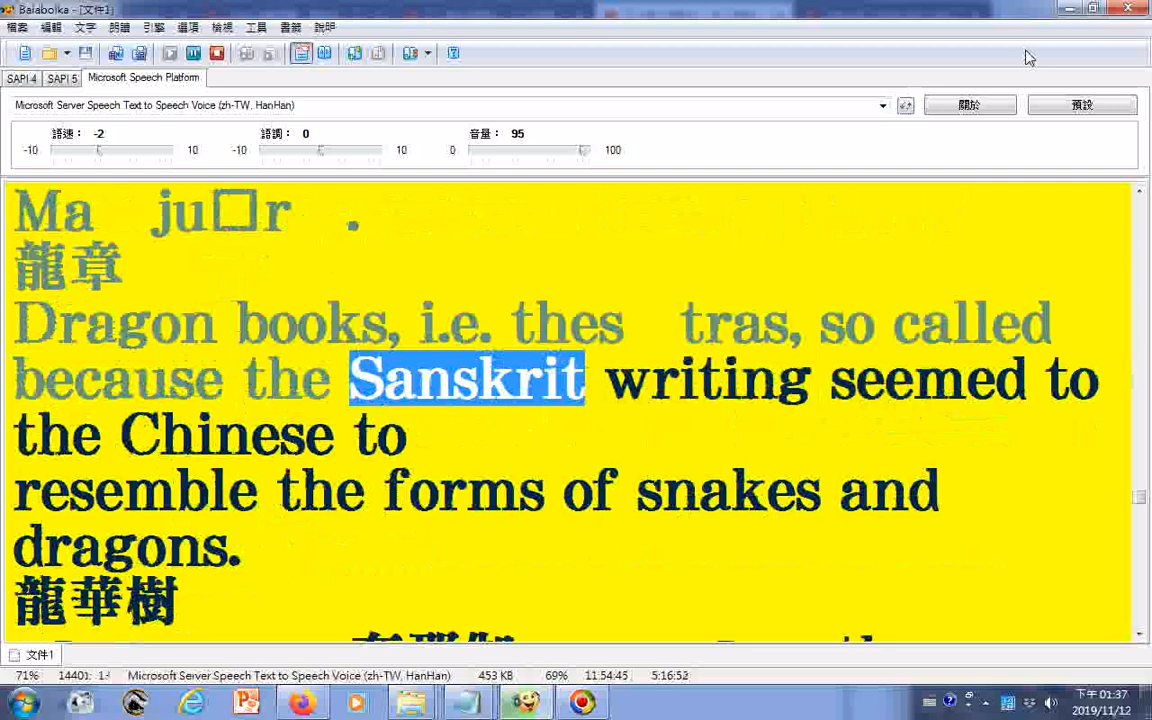 Balabolka - [文件1]
檔案 編輯 文字 朗讀 引擎 選項 檢視 工具 書籤 說明
SAPI 4 SAPI 5 Microsoft Speech Platform
Microsoft Server Speech Text to Speech Voice (zh-TW, HanHan) 關於 預設
語速： -2 語調： 0 音量： 95
-10 10 -10 10 0 100
Ma ju□r .
龍章
Dragon books, i.e. thes tras, so called
because the Sanskrit writing seemed to
the Chinese to
resemble the forms of snakes and
dragons.
龍華樹
文件1
71% 14401: Microsoft Server Speech Text to Speech Voice (zh-TW, HanHan) 453 KB 69% 11:54:45 5:16:52
下午 01:37
2019/11/12